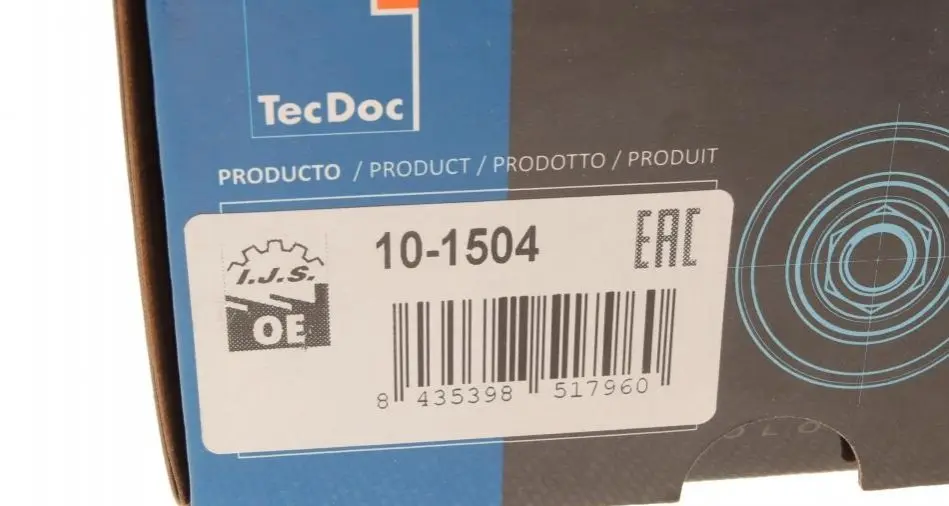 TecDoc
PRODUCTO / PRODUCT / PRODOTTO / PRODUIT
I.J.S.
OE
10-1504
EAC
8 435398 517960